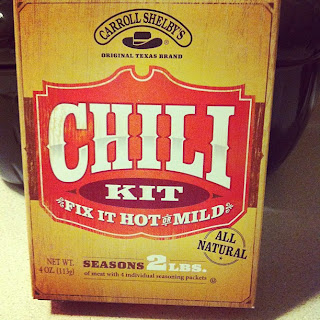 CARROLL SHELBY'S
ORIGINAL TEXAS BRAND
CHILI
KIT
FIX IT HOT OR MILD
ALL
NATURAL
NET WT.
4 OZ. (113g)
SEASONS 2 LBS.
of meat with 4 individual seasoning packets